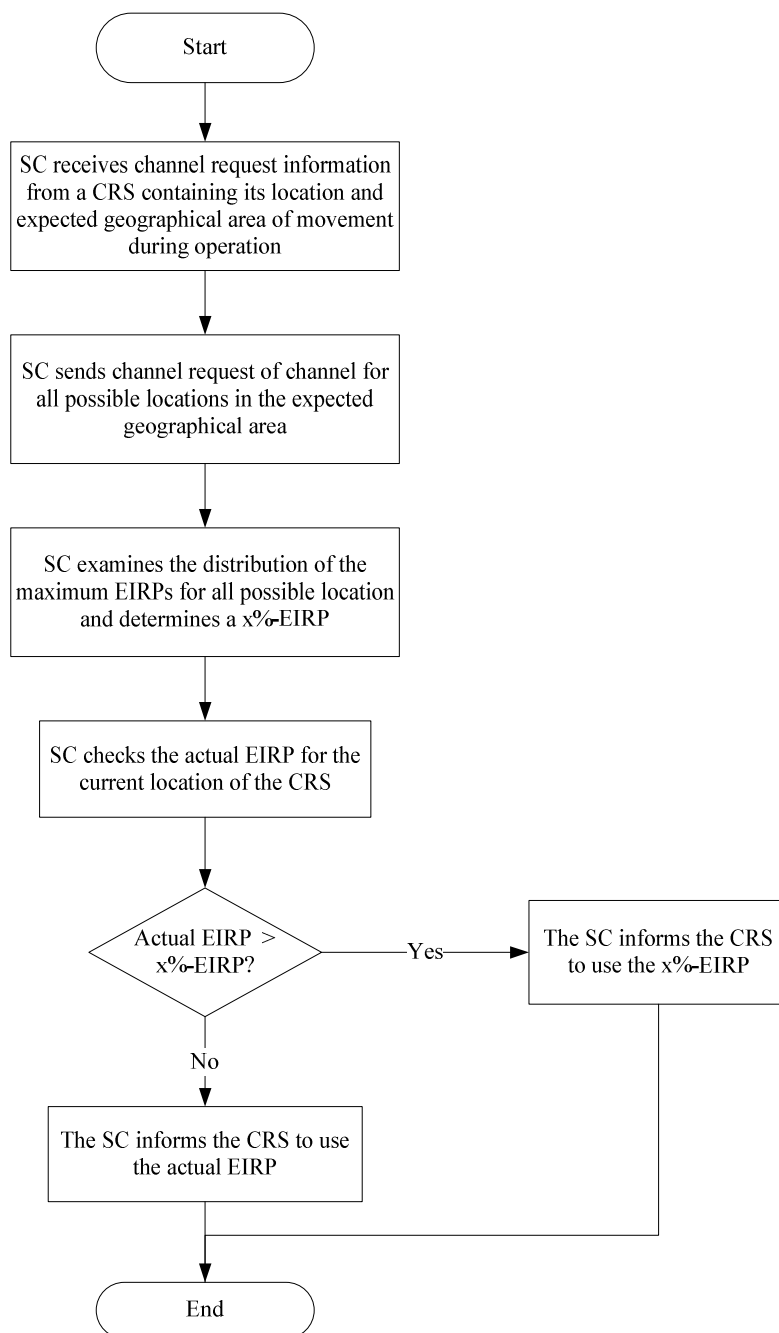 Start
SC receives channel request information
from a CRS containing its location and
expected geographical area of movement
during operation
SC sends channel request of channel for
all possible locations in the expected
geographical area
SC examines the distribution of the
maximum EIRPs for all possible location
and determines a x%-EIRP
SC checks the actual EIRP for the
current location of the CRS
Actual EIRP >
x%-EIRP?
Yes
The SC informs the CRS
to use the x%-EIRP
No
The SC informs the CRS to use
the actual EIRP
End